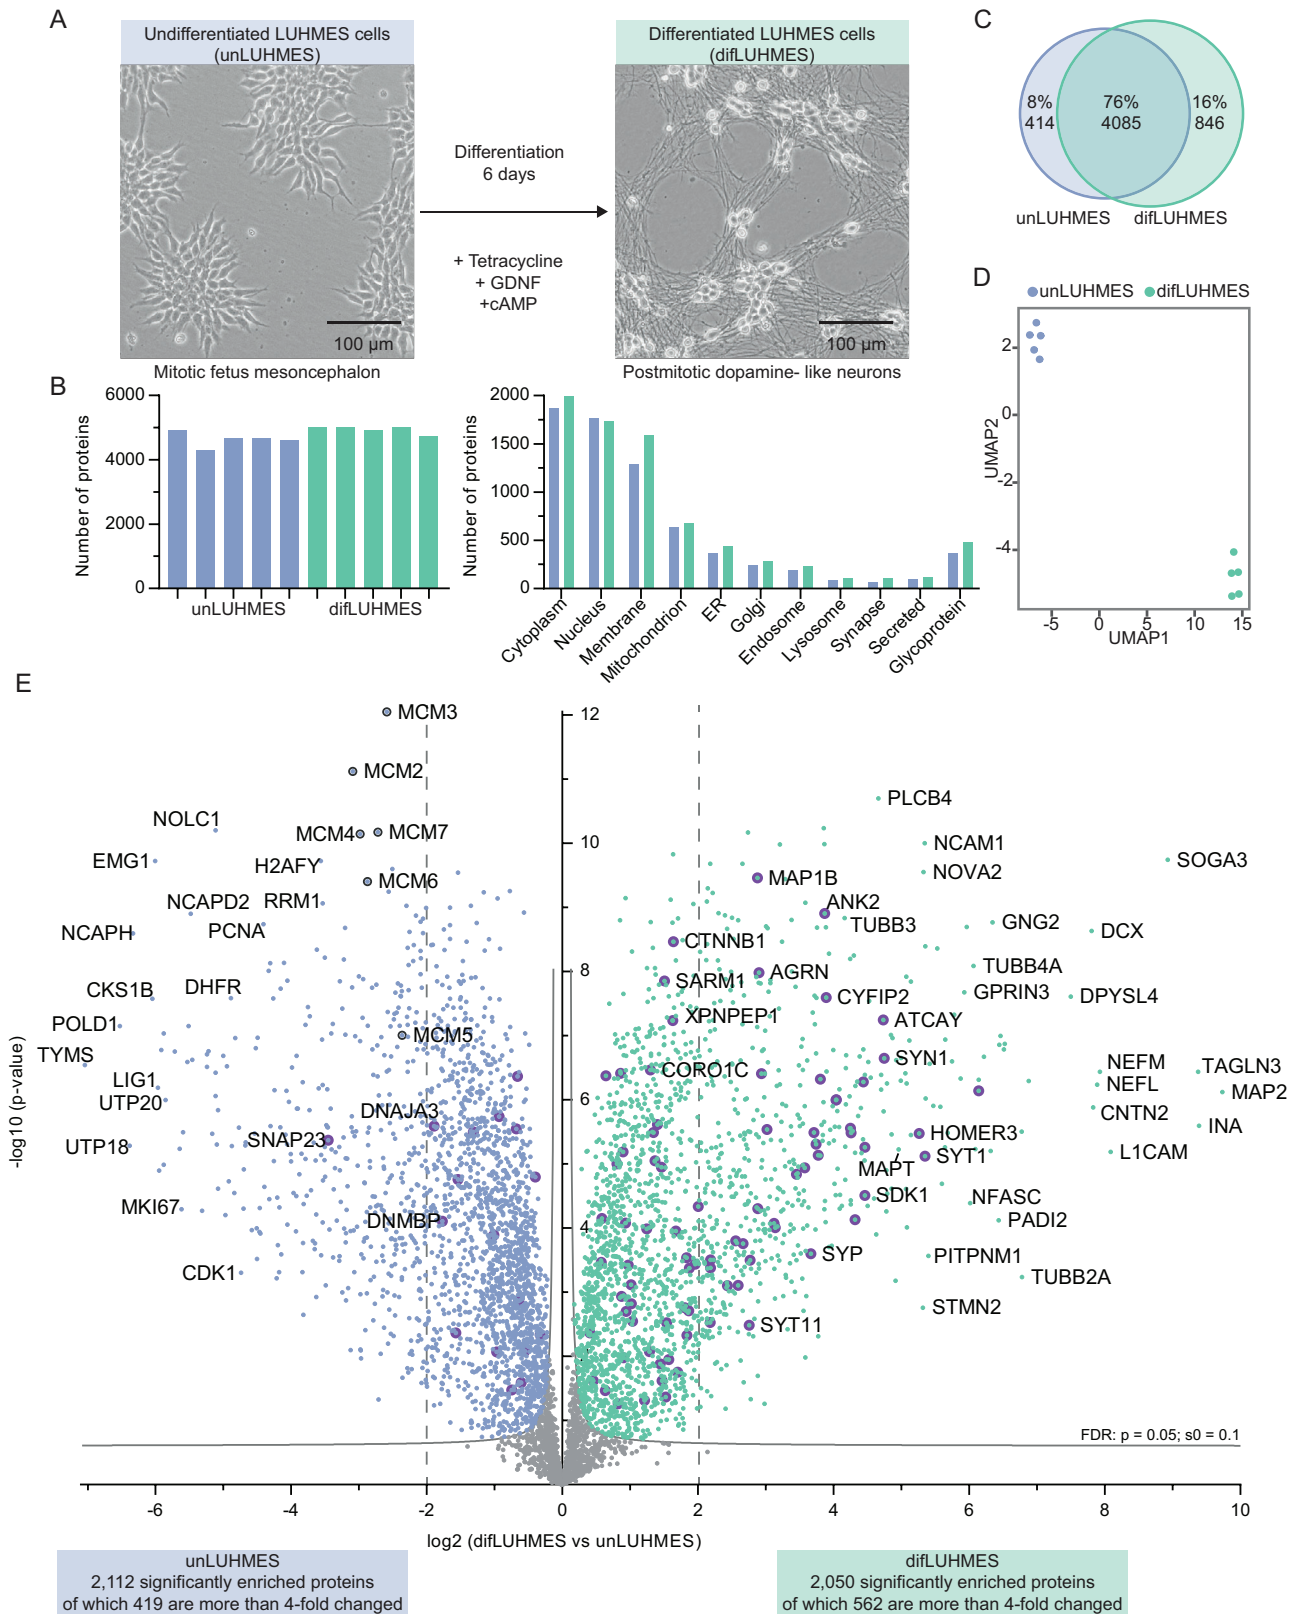 A
Undifferentiated LUHMES cells
(unLUHMES)
Differentiation
6 days
+ Tetracycline
+ GDNF
+cAMP
Differentiated LUHMES cells
(difLUHMES)
100 µm
100 µm
Mitotic fetus mesoncephalon
Postmitotic dopamine- like neurons
C
8%
414
76%
4085
16%
846
unLUHMES
difLUHMES
B
Number of proteins
6000
4000
2000
0
unLUHMES
difLUHMES
Number of proteins
2000
1500
1000
500
0
Cytoplasm
Nucleus
Membrane
Mitochondrion
ER
Golgi
Endosome
Lysosome
Synapse
Secreted
Glycoprotein
D
unLUHMES
difLUHMES
UMAP2
2
0
-2
-4
-5
0
5
10
15
UMAP1
E
-log10 (p-value)
12
10
8
6
4
MCM3
MCM2
NOLC1
MCM4
MCM7
EMG1
H2AFY
MCM6
NCAPD2
RRM1
NCAPH
PCNA
CKS1B
DHFR
POLD1
MCM5
TYMS
LIG1
UTP20
DNAJA3
UTP18
SNAP23
MKI67
DNMBP
CDK1
PLCB4
NCAM1
SOGA3
NOVA2
MAP1B
ANK2
TUBB3
GNG2
DCX
CTNNB1
SARM1
AGRN
TUBB4A
CYFIP2
GPRIN3
DPYSL4
XPNPEP1
ATCAY
CORO1C
SYN1
NEFM
TAGLN3
NEFL
MAP2
CNTN2
INA
HOMER3
SYT1
L1CAM
MAPT
SDK1
NFASC
PADI2
SYP
PITPNM1
TUBB2A
STMN2
SYT11
FDR: p = 0.05; s0 = 0.1
-6
-4
-2
0
2
4
6
8
10
log2 (difLUHMES vs unLUHMES)
unLUHMES
2,112 significantly enriched proteins
of which 419 are more than 4-fold changed
difLUHMES
2,050 significantly enriched proteins
of which 562 are more than 4-fold changed